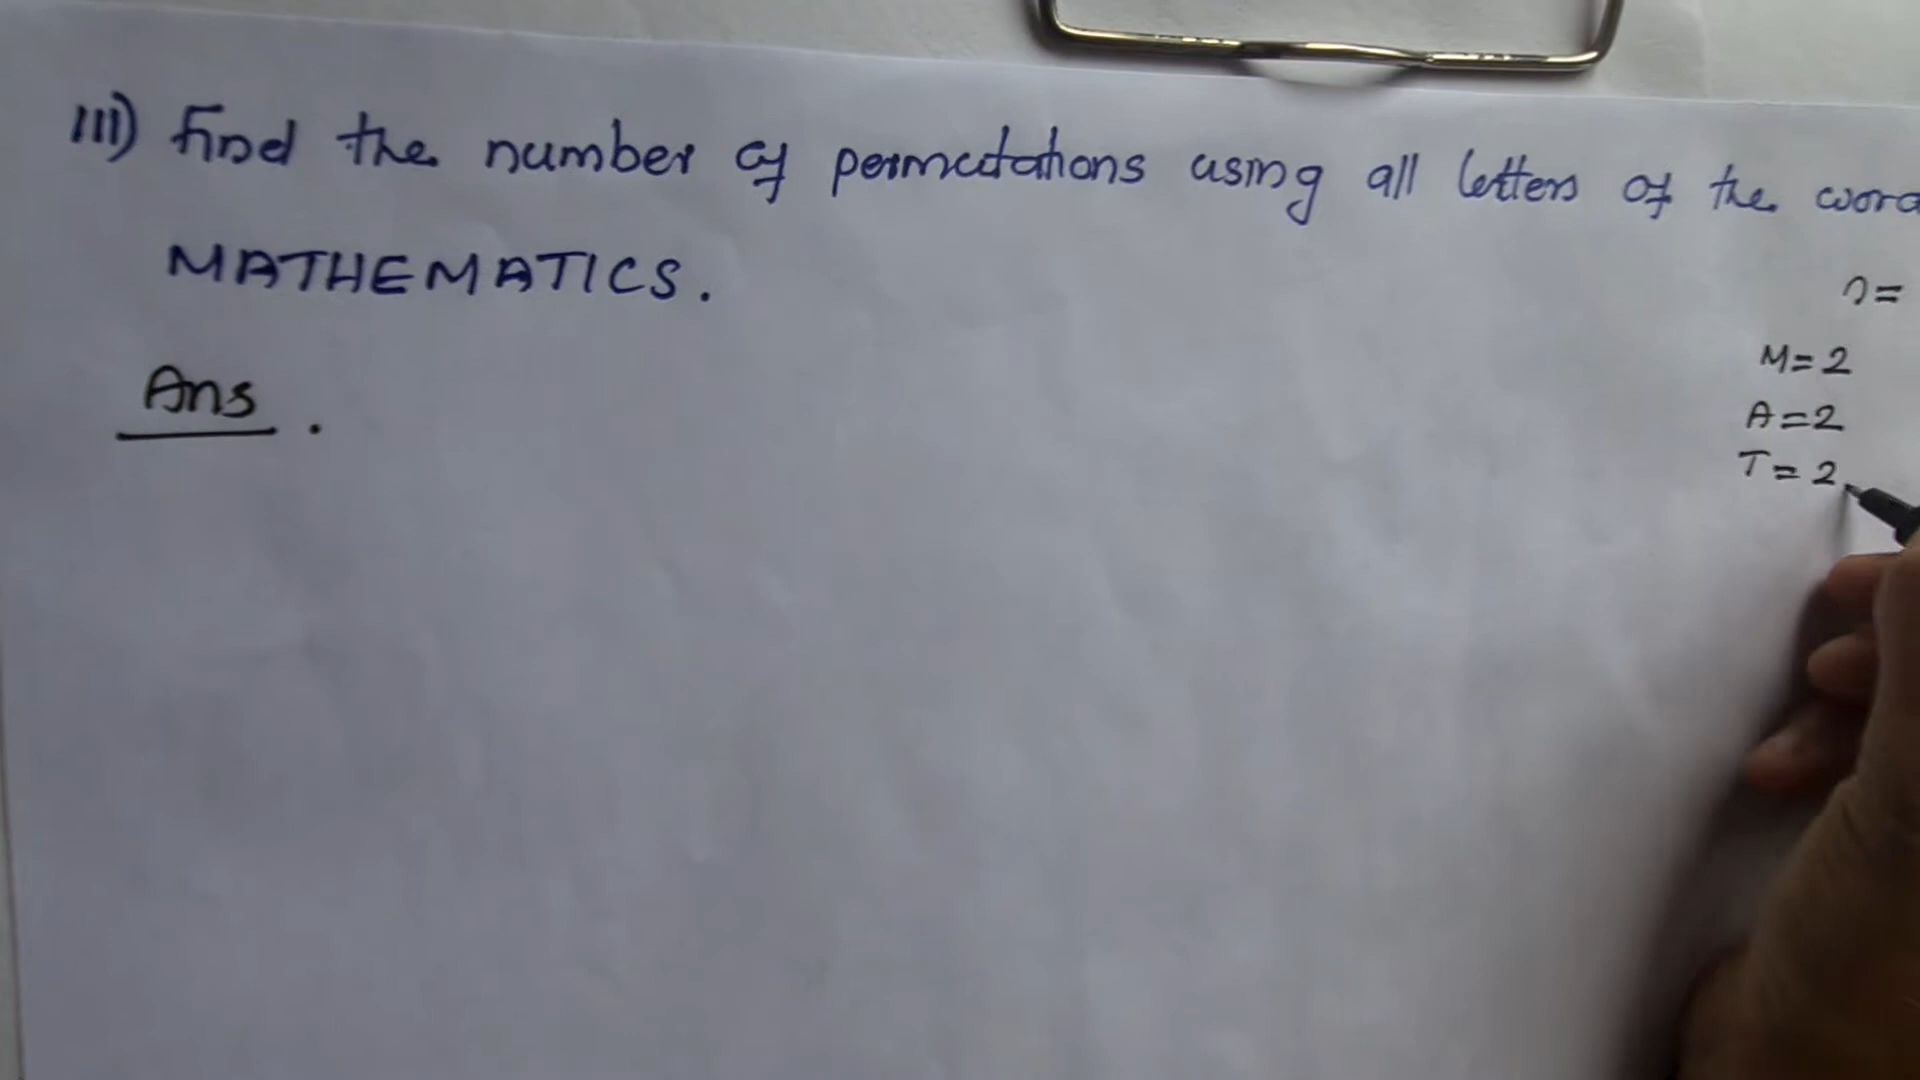 III) Find the number of permutations using all letters of the word
MATHEMATICS.
Ans.
n=
M=2
A=2
T=2